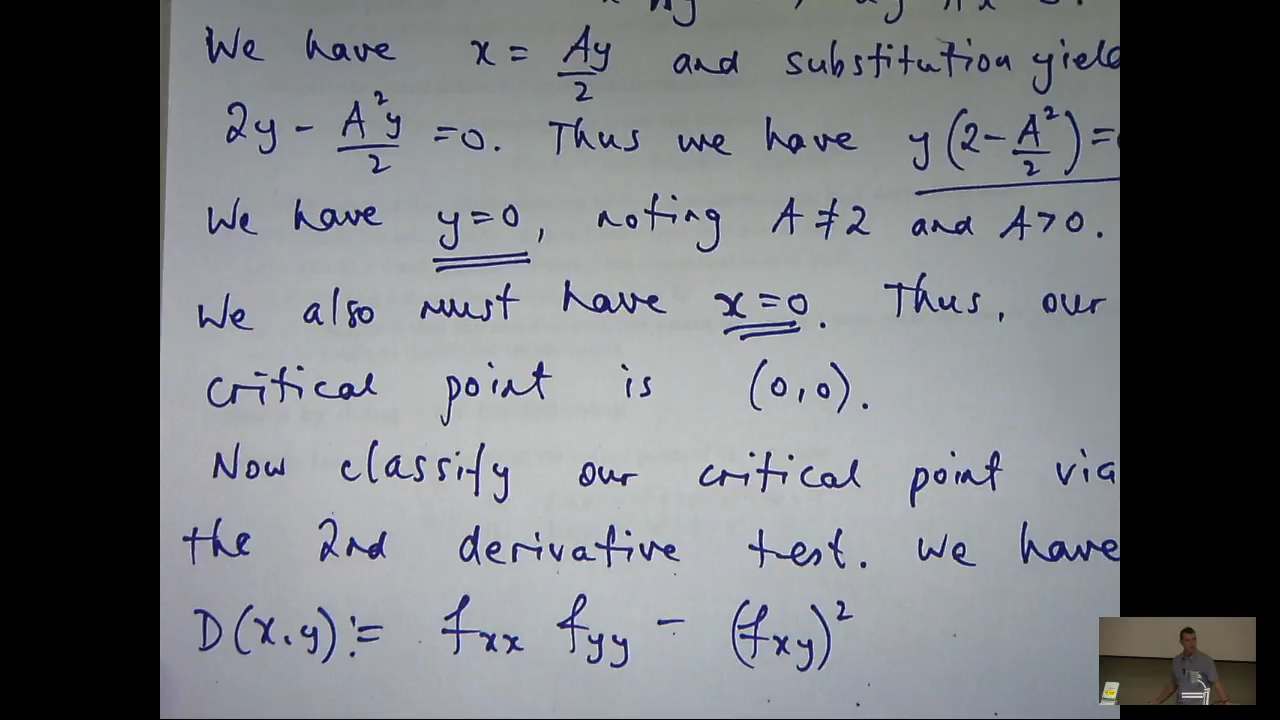 We have x = Ay/2 and substitution yield
2y - A²y/2 = 0. Thus we have y(2 - A²/2) =
We have y=0, noting A ≠ 2 and A > 0.
We also must have x=0. Thus, our
critical point is (0,0).
Now classify our critical point via
the 2nd derivative test. We have
D(x,y) := fxx fyy - (fxy)²